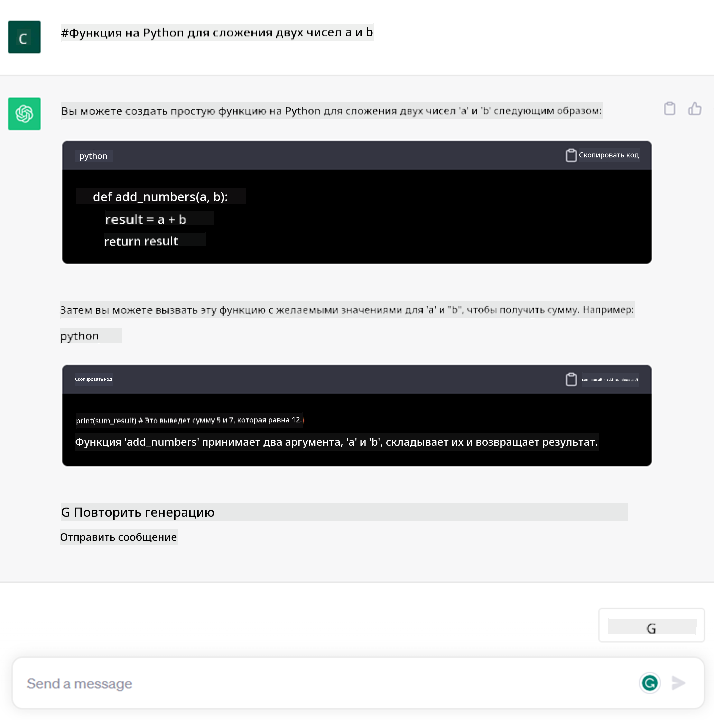 C
#Функция на Python для сложения двух чисел a и b
Вы можете создать простую функцию на Python для сложения двух чисел 'a' и 'b' следующим образом:
python
Скопировать код
def add_numbers(a, b):
result = a + b
return result
Затем вы можете вызвать эту функцию с желаемыми значениями для 'a' и "b", чтобы получить сумму. Например:
python
Скопировать код
print(sum_result) # Это выведет сумму 5 и 7, которая равна 12.
Функция 'add_numbers' принимает два аргумента, 'a' и 'b', складывает их и возвращает результат.
G Повторить генерацию
Отправить сообщение
G
Send a message